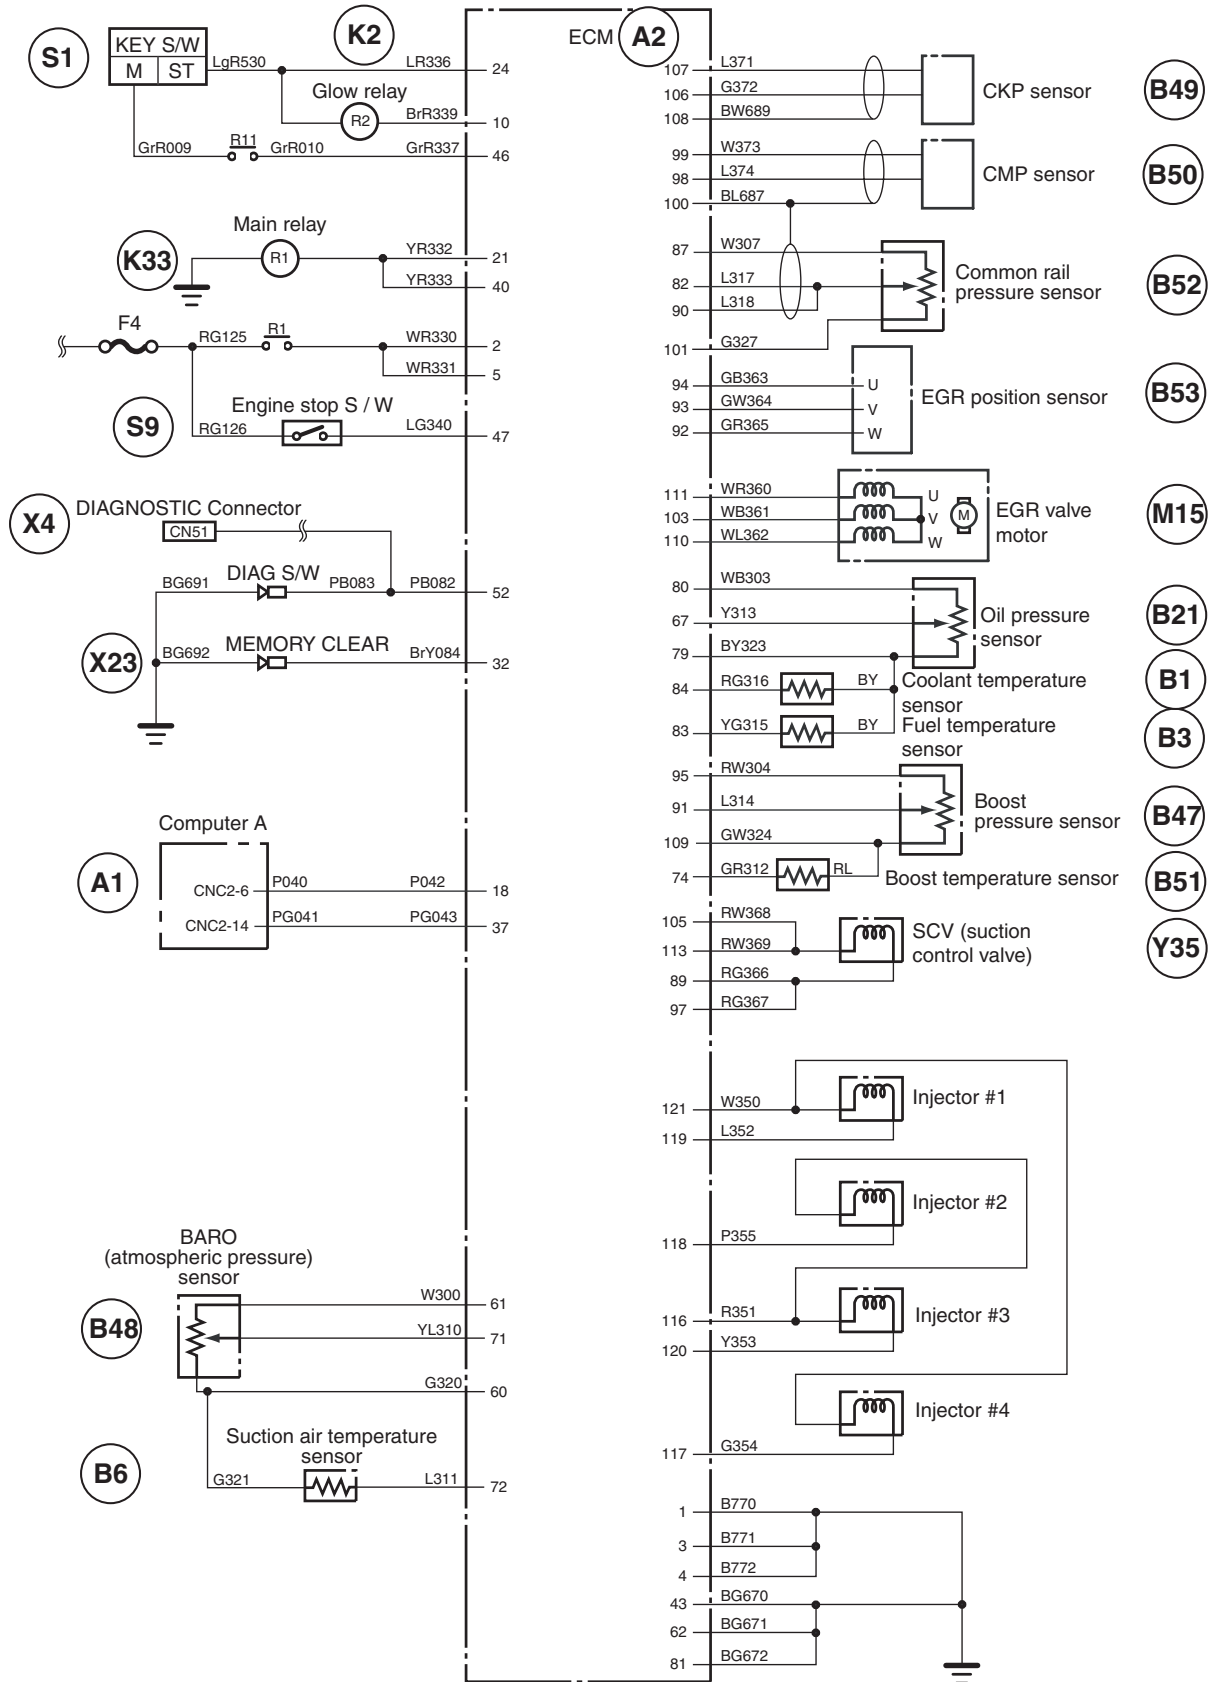 S1
KEY S/W
M ST
LgR530
K2
LR336
24
Glow relay
R2
BrR339
10
GrR009
R11
GrR010
GrR337
46
Main relay
K33
R1
YR332
21
YR333
40
F4
RG125
R1
WR330
2
WR331
5
S9
Engine stop S / W
RG126
LG340
47
X4
DIAGNOSTIC Connector
CN51
DIAG S/W
BG691
PB083
PB082
52
X23
BG692
MEMORY CLEAR
BrY084
32
Computer A
A1
CNC2-6
P040
P042
18
CNC2-14
PG041
PG043
37
BARO
(atmospheric pressure)
sensor
B48
W300
61
YL310
71
G320
60
Suction air temperature
sensor
B6
G321
L311
72
ECM
A2
107
L371
106
G372
108
BW689
CKP sensor
B49
99
W373
98
L374
100
BL687
CMP sensor
B50
87
W307
82
L317
90
L318
101
G327
Common rail
pressure sensor
B52
94
GB363
U
93
GW364
V
92
GR365
W
EGR position sensor
B53
111
WR360
U
103
WB361
V
110
WL362
W
M
EGR valve
motor
M15
80
WB303
67
Y313
79
BY323
Oil pressure
sensor
B21
84
RG316
BY
Coolant temperature
sensor
B1
83
YG315
BY
Fuel temperature
sensor
B3
95
RW304
91
L314
109
GW324
Boost
pressure sensor
B47
74
GR312
RL
Boost temperature sensor
B51
105
RW368
113
RW369
89
RG366
97
RG367
SCV (suction
control valve)
Y35
121
W350
119
L352
Injector #1
118
P355
Injector #2
116
R351
120
Y353
Injector #3
117
G354
Injector #4
1
B770
3
B771
4
B772
43
BG670
62
BG671
81
BG672